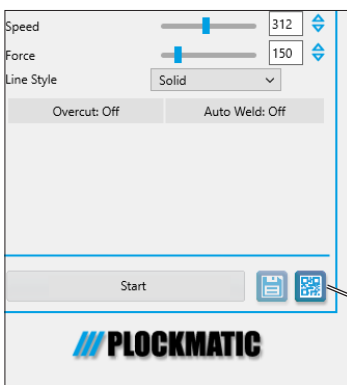 Speed 312
Force 150
Line Style Solid
Overcut: Off Auto Weld: Off
Start
PLOCKMATIC